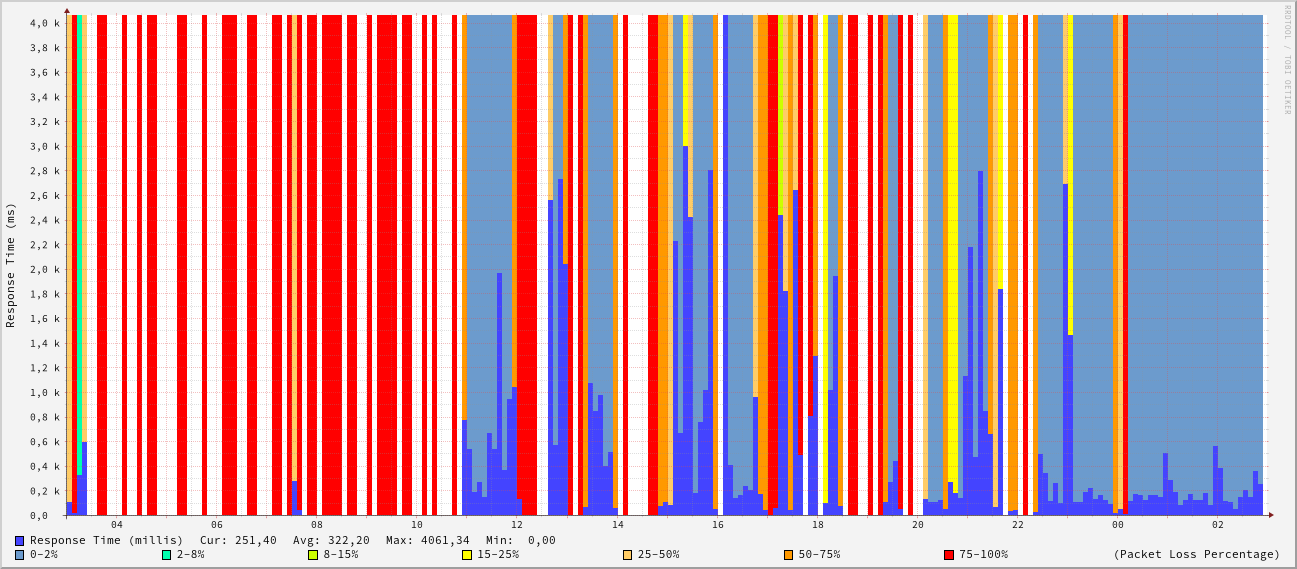 RRDTOOL / TOBI OETIKER
Response Time (ms)
4,0 k
3,8 k
3,6 k
3,4 k
3,2 k
3,0 k
2,8 k
2,6 k
2,4 k
2,2 k
2,0 k
1,8 k
1,6 k
1,4 k
1,2 k
1,0 k
0,8 k
0,6 k
0,4 k
0,2 k
0,0
04 06 08 10 12 14 16 18 20 22 00 02
Response Time (millis) Cur: 251,40 Avg: 322,20 Max: 4061,34 Min: 0,00
0-2% 2-8% 8-15% 15-25% 25-50% 50-75% 75-100% (Packet Loss Percentage)